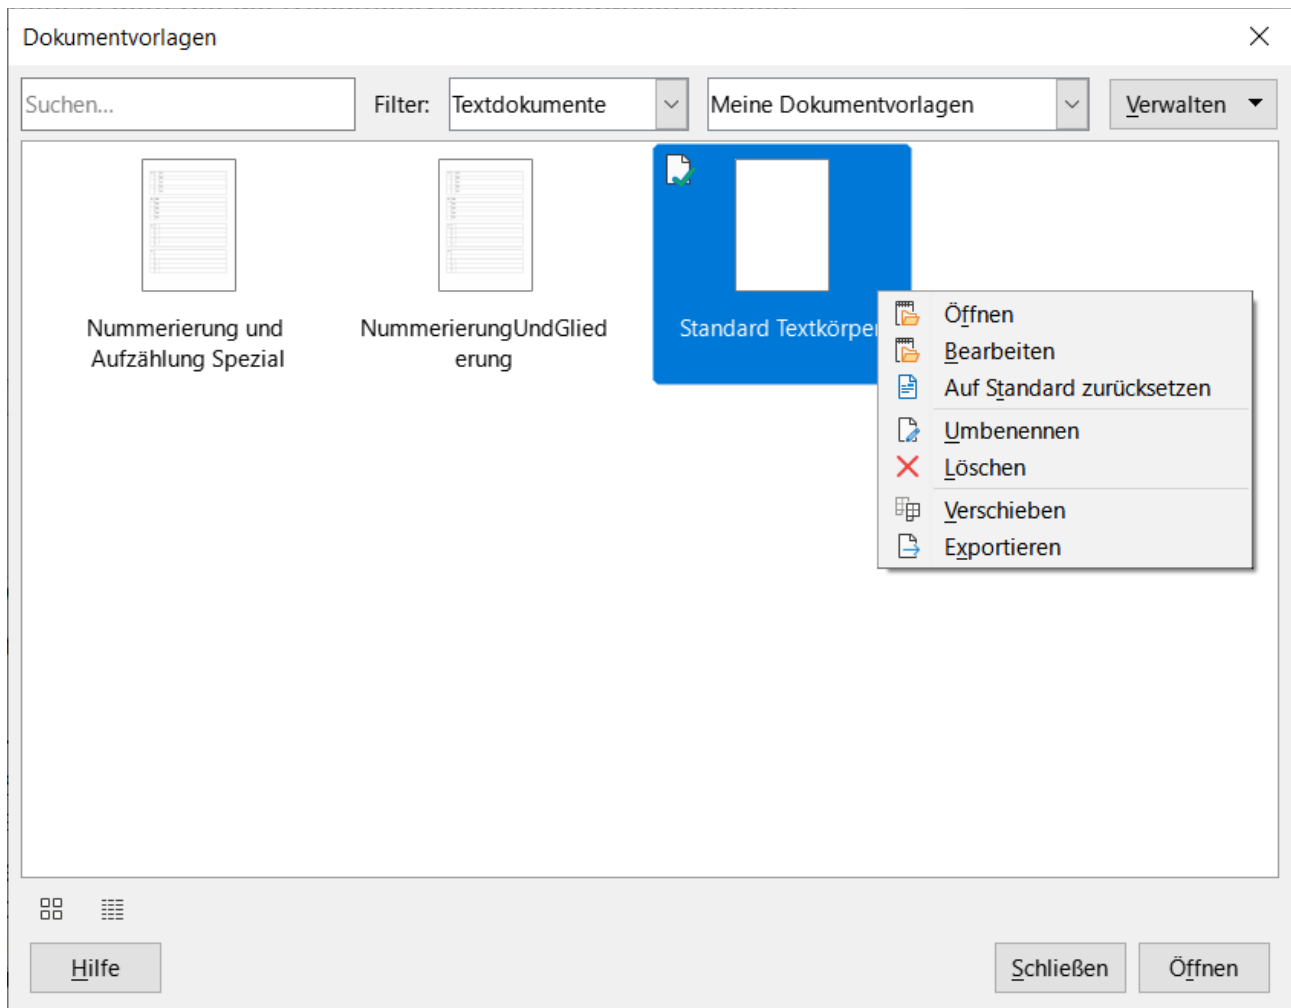 Dokumentvorlagen
Suchen... Filter: Textdokumente Meine Dokumentvorlagen Verwalten
Nummerierung und
Aufzählung Spezial
NummerierungUndGlied
erung
Standard Textkörper
Öffnen
Bearbeiten
Auf Standard zurücksetzen
Umbenennen
Löschen
Verschieben
Exportieren
Hilfe Schließen Öffnen